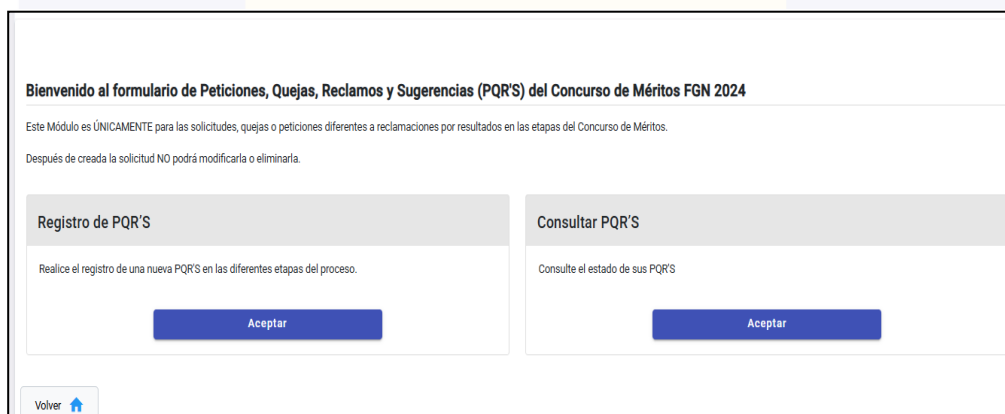 Bienvenido al formulario de Peticiones, Quejas, Reclamos y Sugerencias (PQR'S) del Concurso de Méritos FGN 2024
Este Módulo es ÚNICAMENTE para las solicitudes, quejas o peticiones diferentes a reclamaciones por resultados en las etapas del Concurso de Méritos.
Después de creada la solicitud NO podrá modificarla o eliminarla.
Registro de PQR'S
Realice el registro de una nueva PQR'S en las diferentes etapas del proceso.
Aceptar
Consultar PQR'S
Consulte el estado de sus PQR'S
Aceptar
Volver